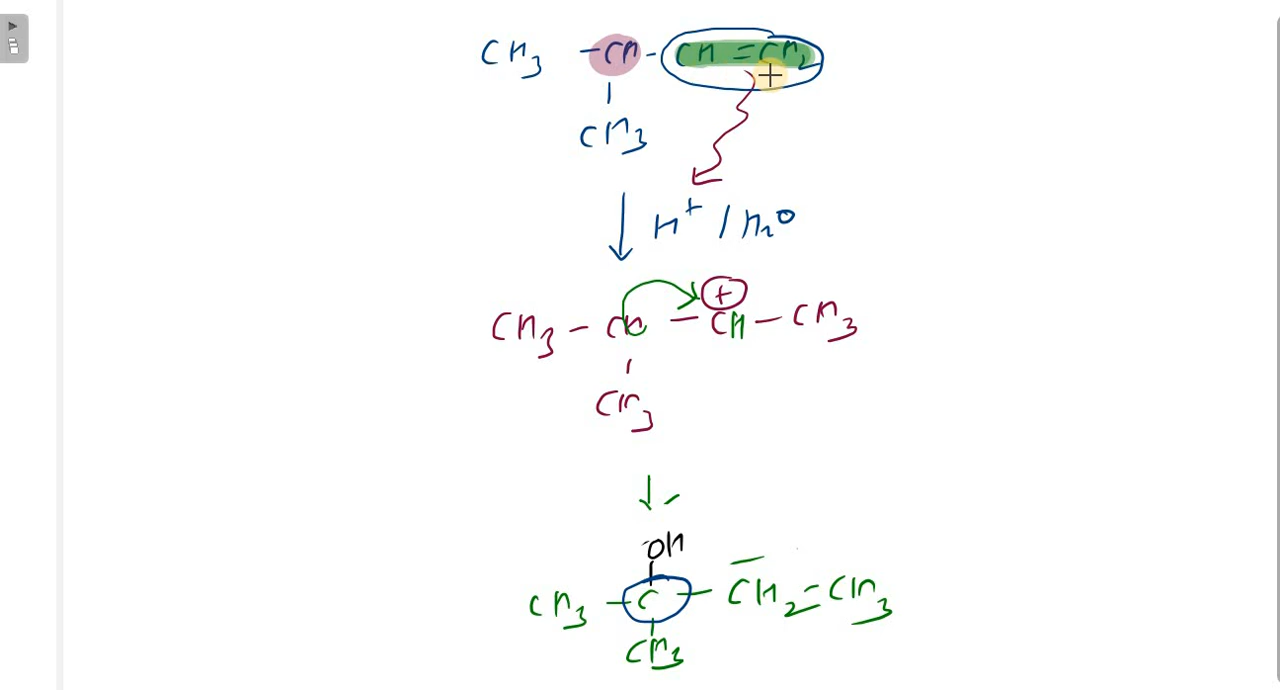 CH3 - CH - CH = CH2
CH3
H+ / H2O
+
CH3 - CH - CH - CH3
CH3
OH
CH3 - C - CH2 = CH3
CH3